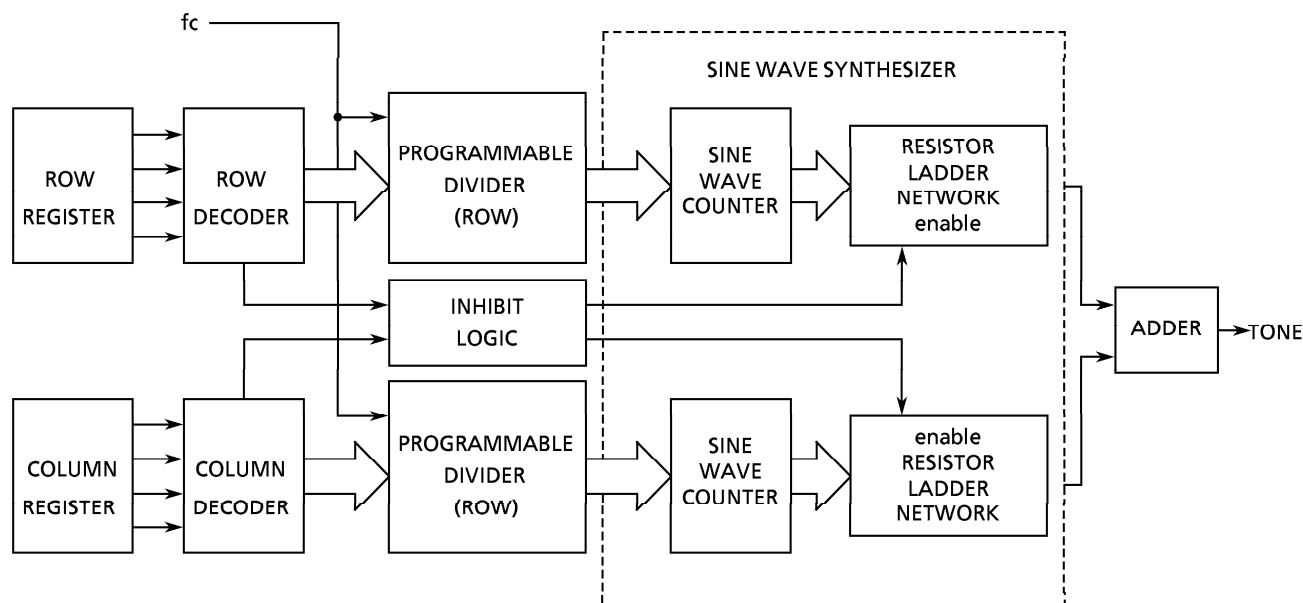 fc
SINE WAVE SYNTHESIZER
ROW
REGISTER
ROW
DECODER
PROGRAMMABLE
DIVIDER
(ROW)
SINE
WAVE
COUNTER
RESISTOR
LADDER
NETWORK
enable
INHIBIT
LOGIC
ADDER
TONE
COLUMN
REGISTER
COLUMN
DECODER
PROGRAMMABLE
DIVIDER
(ROW)
SINE
WAVE
COUNTER
enable
RESISTOR
LADDER
NETWORK